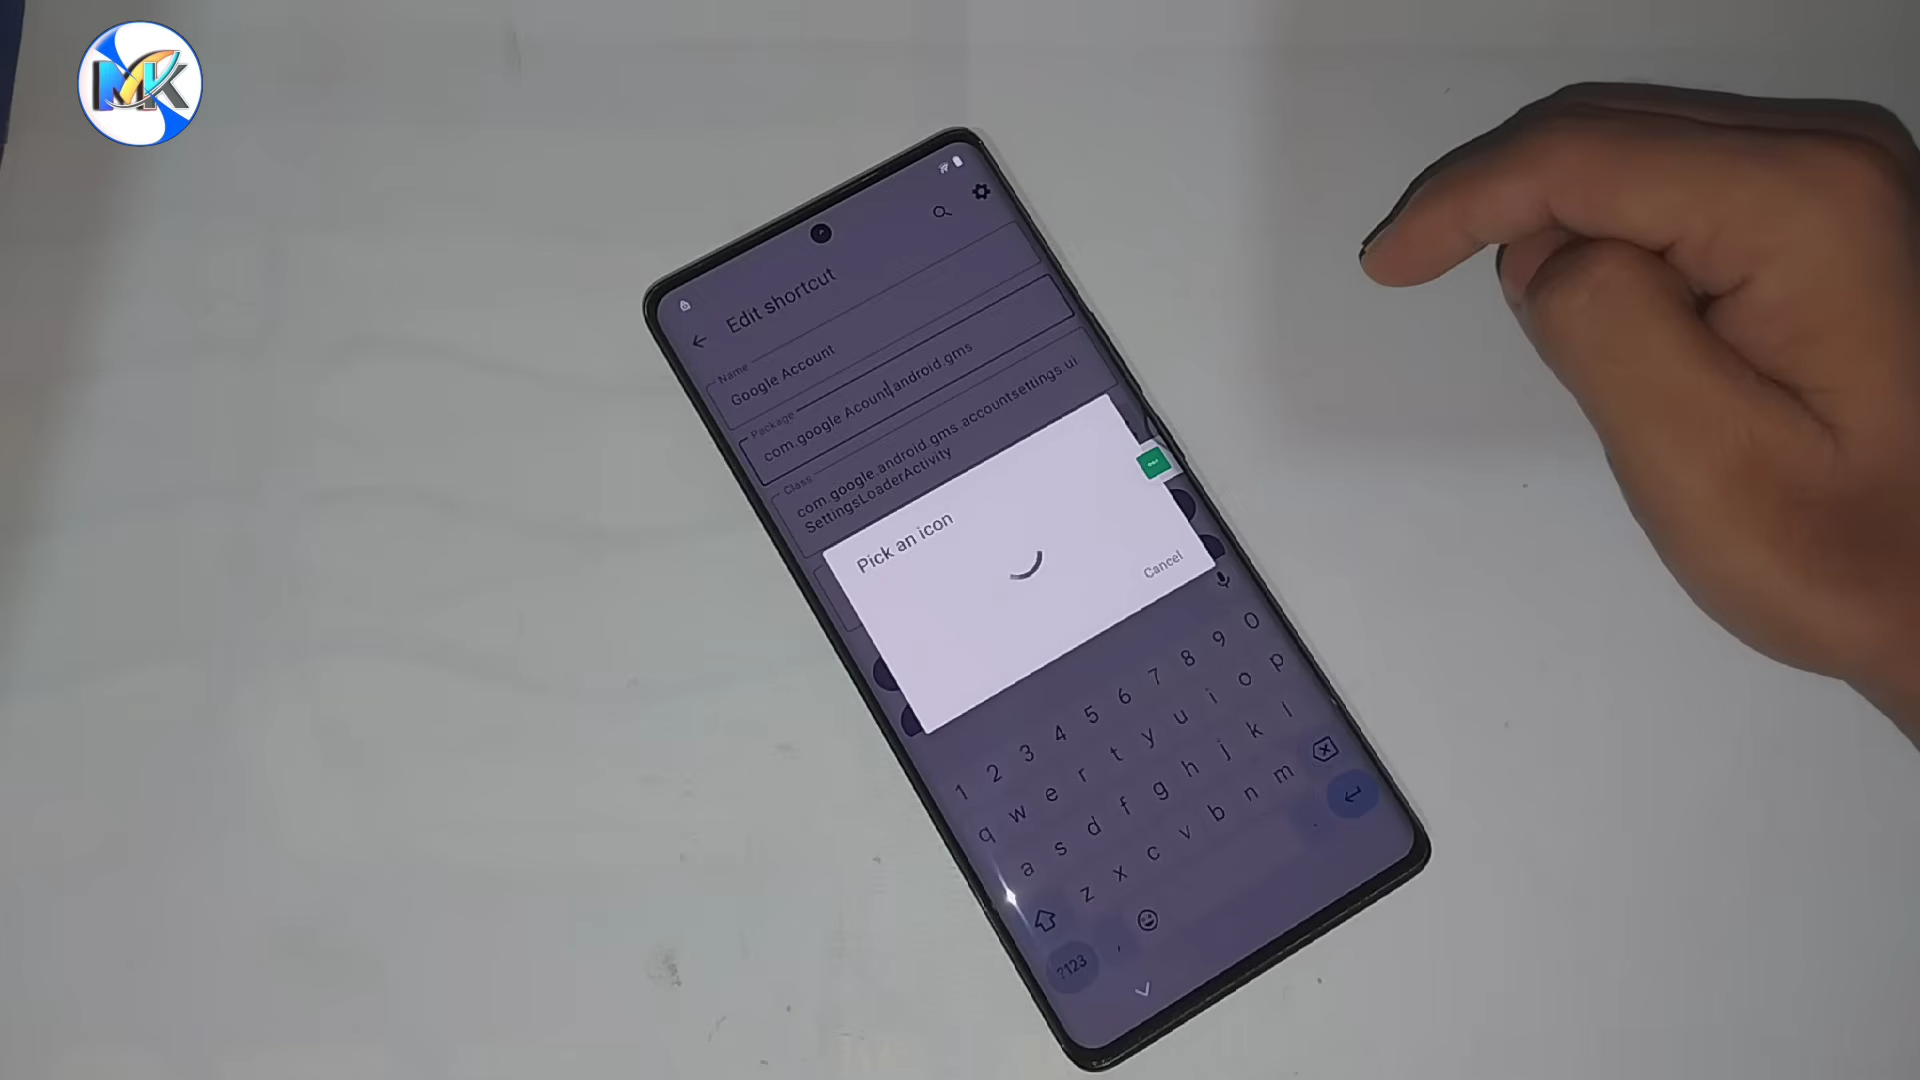 MK
Edit shortcut
Name
Google Account
Package
com.google Acount,android.gms
Class
com.google.android.gms.accountsettings.ui
SettingsLoaderActivity
Pick an icon
Cancel
1 2 3 4 5 6 7 8 9 0
q w e r t y u i o p
a s d f g h j k l
z x c v b n m
?123 , .